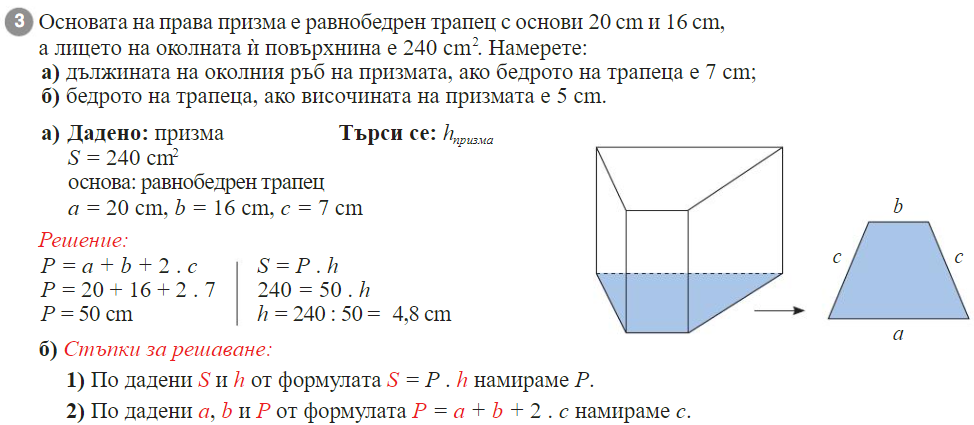 3 Основата на права призма е равнобедрен трапец с основи 20 cm и 16 cm,
а лицето на околната ѝ повърхнина е 240 cm². Намерете:
а) дължината на околния ръб на призмата, ако бедрото на трапеца е 7 cm;
б) бедрото на трапеца, ако височината на призмата е 5 cm.
а) Дадено: призма Търси се: hпризма
S = 240 cm²
основа: равнобедрен трапец
a = 20 cm, b = 16 cm, c = 7 cm
Решение:
P = a + b + 2 . c S = P . h
P = 20 + 16 + 2 . 7 240 = 50 . h
P = 50 cm h = 240 : 50 = 4,8 cm
b
c c
a
б) Стъпки за решаване:
1) По дадени S и h от формулата S = P . h намираме P.
2) По дадени a, b и P от формулата P = a + b + 2 . c намираме c.